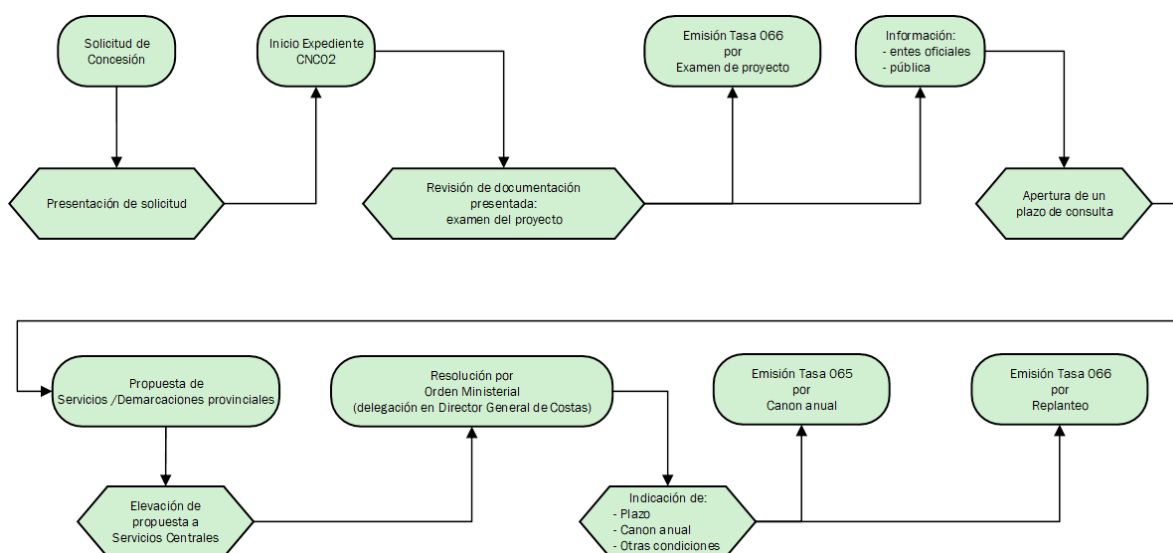 Solicitud de
Concesión
Inicio Expediente
CNC02
Emisión Tasa 066
por
Examen de proyecto
Información:
- entes oficiales
- pública
Presentación de solicitud
Revisión de documentación
presentada:
examen del proyecto
Apertura de un
plazo de consulta
Propuesta de
Servicios /Demarcaciones provinciales
Resolución por
Orden Ministerial
(delegación en Director General de Costas)
Emisión Tasa 065
por
Canon anual
Emisión Tasa 066
por
Replanteo
Elevación de
propuesta a
Servicios Centrales
Indicación de:
- Plazo
- Canon anual
- Otras condiciones